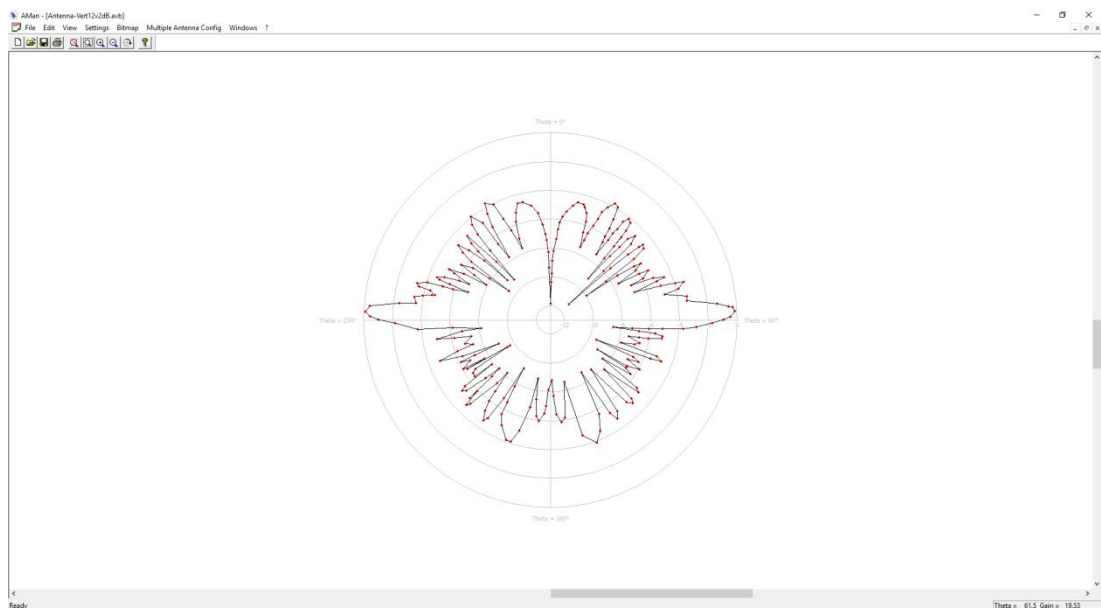 AMan - [Antenna-Vert12v2dB.avb]
File Edit View Settings Bitmap Multiple Antenna Config Windows ?
Theta = 0°
Theta = 270°
Theta = 90°
Theta = 180°
Ready
Theta = 61.5 Gain = 19.53